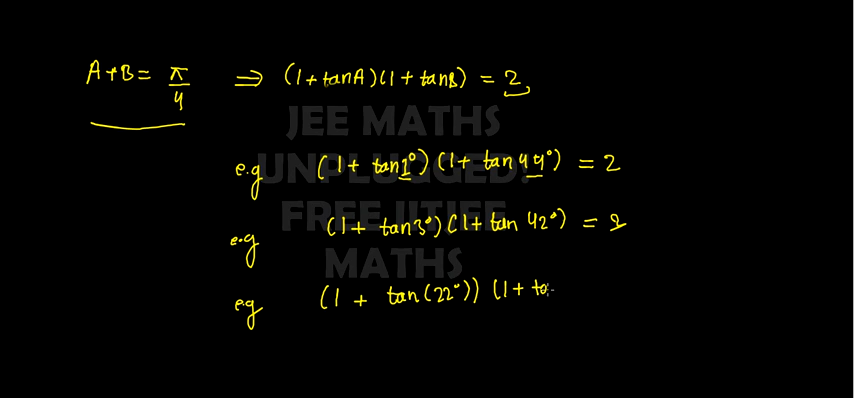 A+B = π/4 ⇒ (1+tanA)(1+tanB) = 2
JEE MATHS
e.g (1+ tan1°)(1+ tan44°) = 2
UNPLUGGED!
e.g (1+ tan3°)(1+ tan 42°) = 2
FREE IITJEE
MATHS
e.g (1 + tan(22°)) (1+ ta